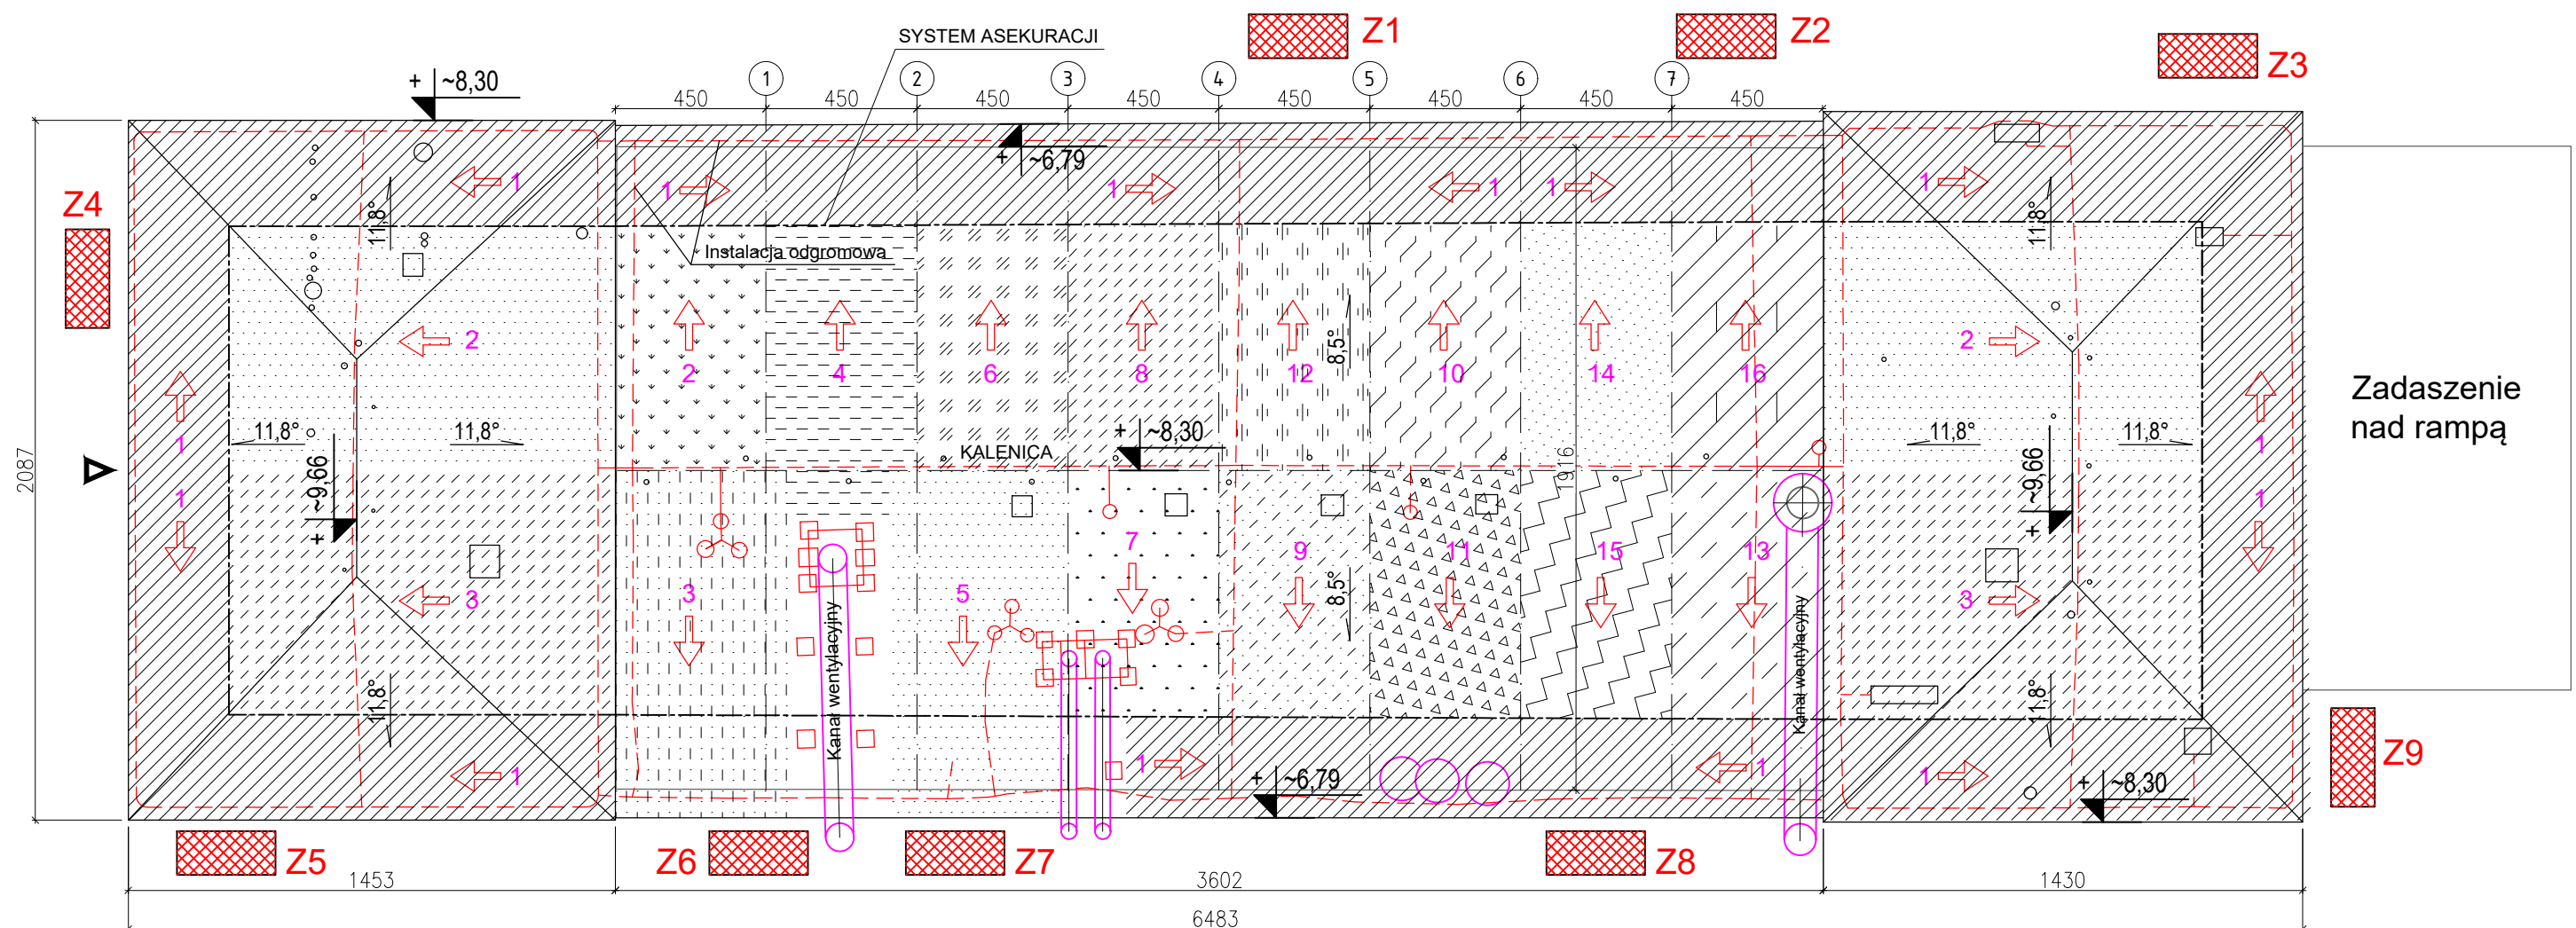 Z1
Z2
Z3
SYSTEM ASEKURACJI
+ ~8,30
1 2 3 4 5 6 7
450 450 450 450 450 450 450 450
+ ~6,79
Z4
1 1 1 1 1 1
11,8° 11,8°
Instalacja odgromowa
2 2
2 4 6 8 12 10 14 16
8,5°
Zadaszenie
nad rampą
11,8° 11,8° 11,8° 11,8°
1 1
KALENICA
+ ~8,30
2087
1916
+ ~9,66
+ ~9,66
1 1
3 5 7 9 11 15 13
8,5°
3 3
Kanał wentylacyjny
Kanał wentylacyjny
11,8° 11,8°
1 1 1 1
+ ~6,79
+ ~8,30
Z9
Z5
Z6
Z7
Z8
1453 3602 1430
6483